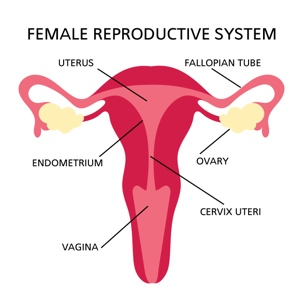 FEMALE REPRODUCTIVE SYSTEM
UTERUS
FALLOPIAN TUBE
ENDOMETRIUM
OVARY
CERVIX UTERI
VAGINA